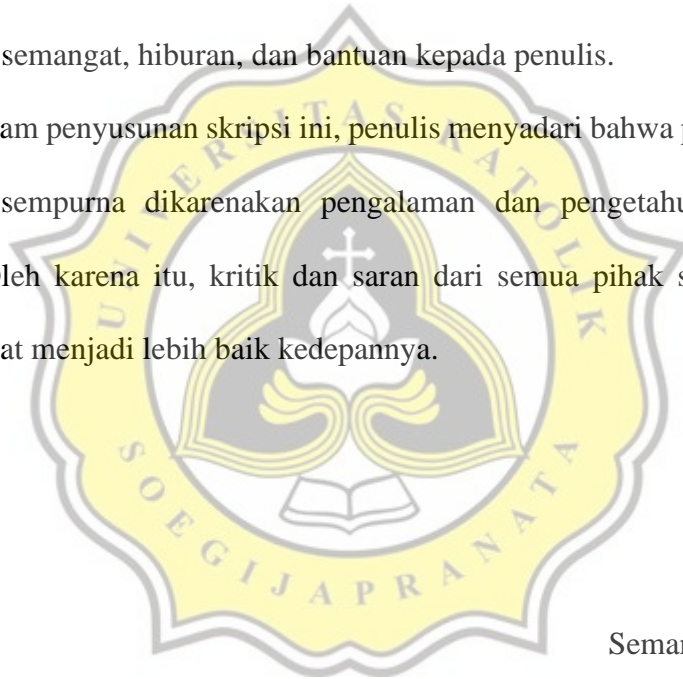 semangat, hiburan, dan bantuan kepada penulis.
am penyusunan skripsi ini, penulis menyadari bahwa p
sempurna dikarenakan pengalaman dan pengetahu
leh karena itu, kritik dan saran dari semua pihak s
at menjadi lebih baik kedepannya.
UNIVERSITAS KATOLIK
SOEGIJAPRANATA
Semar